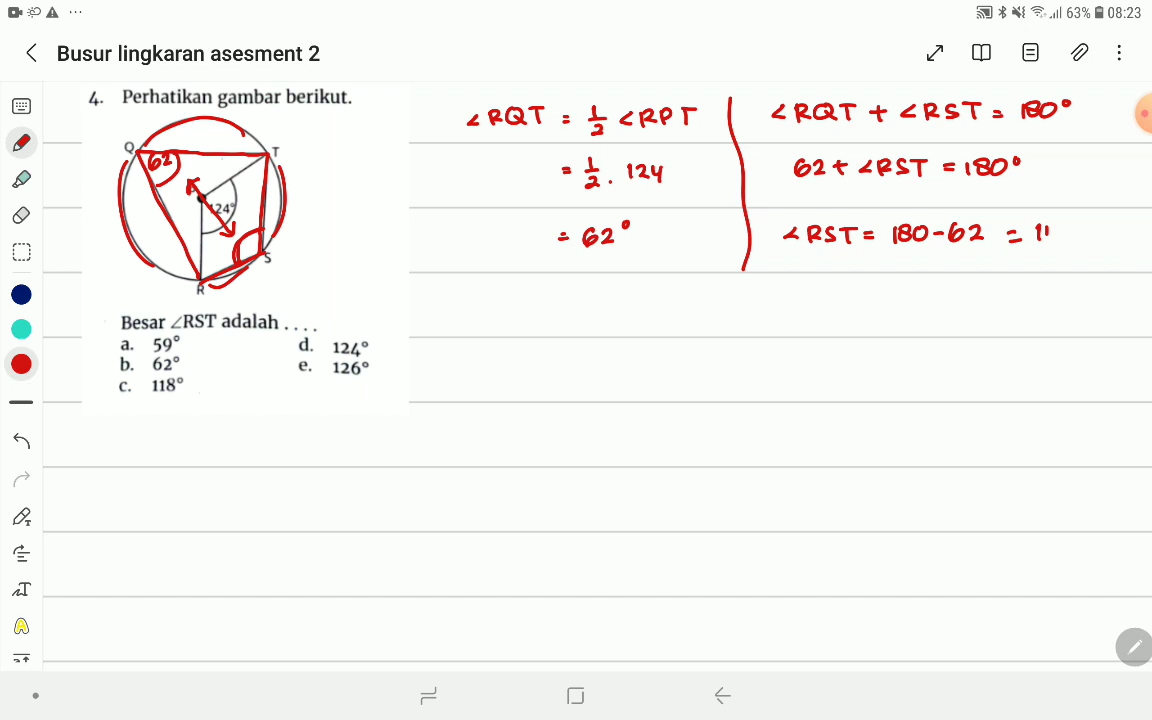 63% 08:23
Busur lingkaran asesment 2
4. Perhatikan gambar berikut.
Q
T
62
124°
S
R
Besar ∠RST adalah . . . .
a. 59°
b. 62°
c. 118°
d. 124°
e. 126°
∠RQT = 1/2 ∠RPT
= 1/2 . 124
= 62°
∠RQT + ∠RST = 180°
62 + ∠RST = 180°
∠RST = 180 - 62 = 11